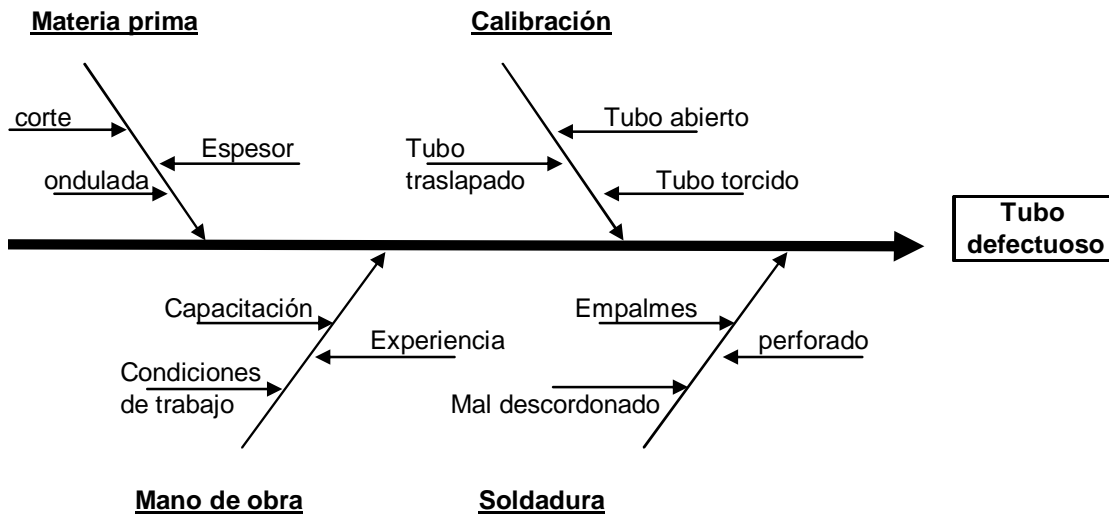 Materia prima
Calibración
corte
Espesor
ondulada
Tubo abierto
Tubo
traslapado
Tubo torcido
Tubo
defectuoso
Capacitación
Experiencia
Condiciones
de trabajo
Empalmes
perforado
Mal descordonado
Mano de obra
Soldadura